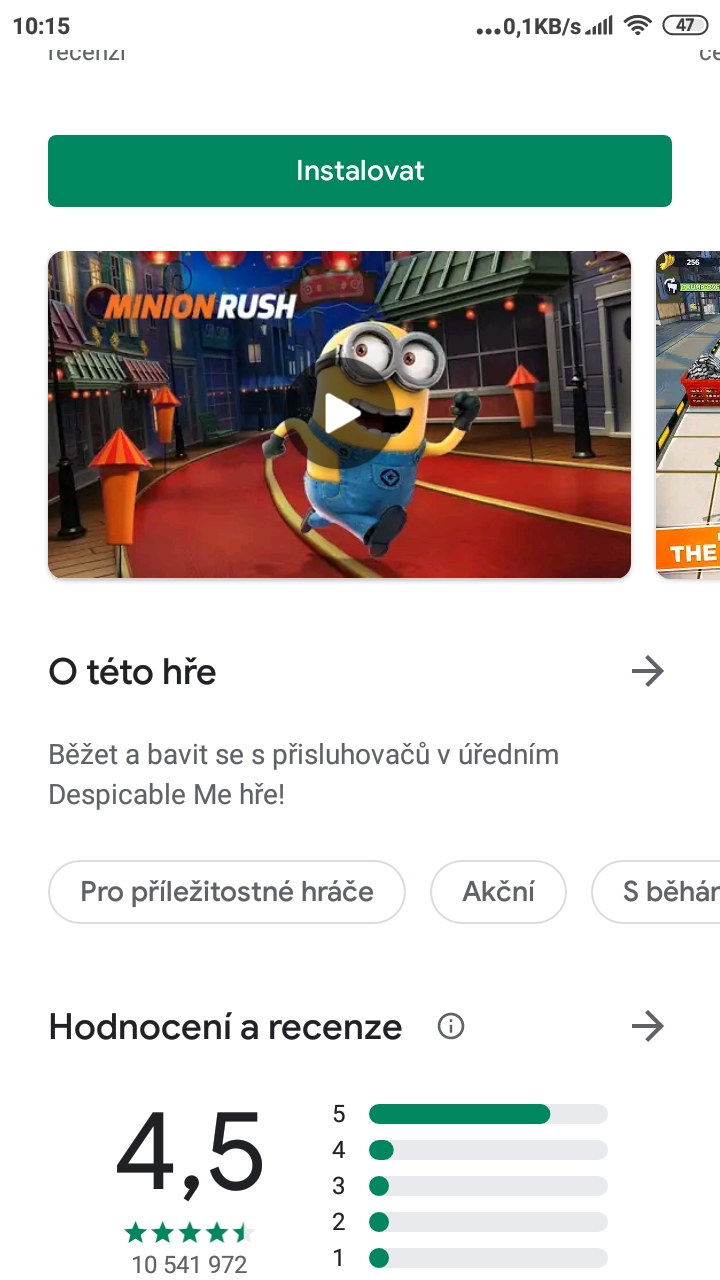 10:15
...0,1KB/s
47
recenzí
Instalovat
MINION RUSH
256
THE
O této hře
Běžet a bavit se s přisluhovačů v úředním
Despicable Me hře!
Pro příležitostné hráče
Akční
S běhán
Hodnocení a recenze
4,5
5
4
3
2
1
10 541 972